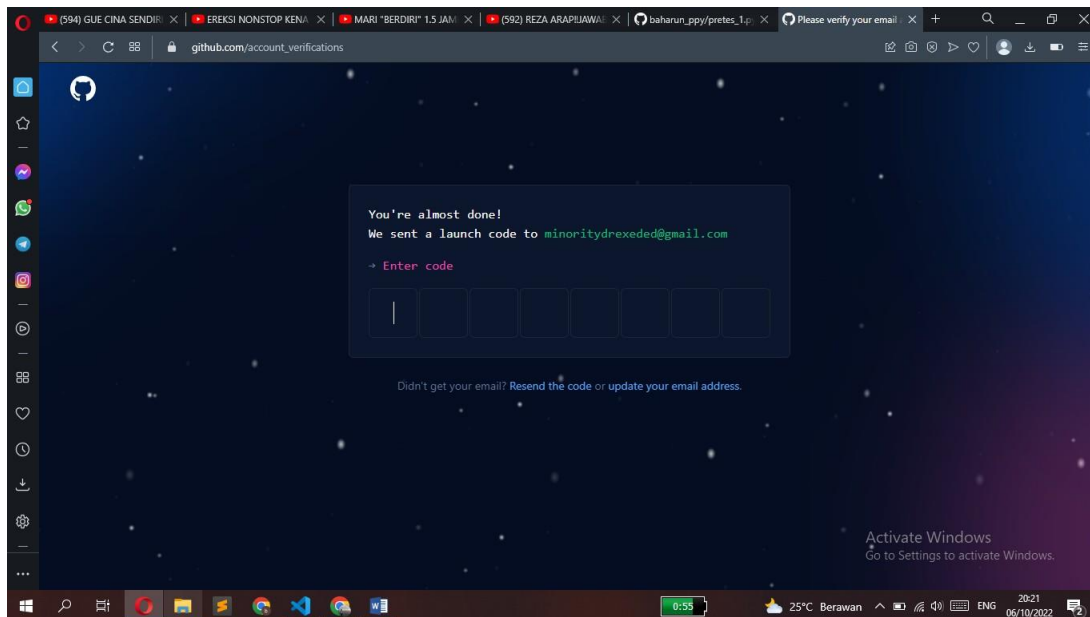 (594) GUE CINA SENDIRI
EREKSI NONSTOP KENA
MARI "BERDIRI" 1.5 JAM
(592) REZA ARAP!!JAWAB
baharun_ppy/pretes_1.p
Please verify your email
github.com/account_verifications
You're almost done!
We sent a launch code to minoritydrexeded@gmail.com
→ Enter code
Didn't get your email? Resend the code or update your email address.
Activate Windows
Go to Settings to activate Windows.
0:55
25°C Berawan
ENG
20:21
06/10/2022
2